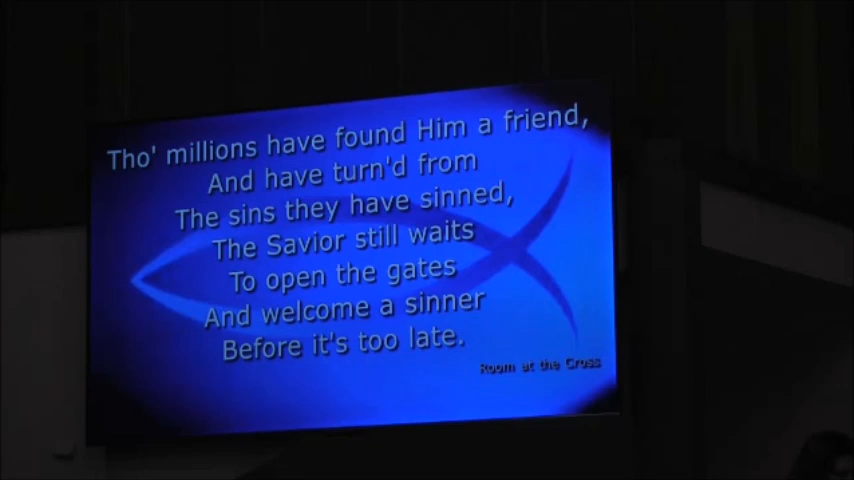 Tho' millions have found Him a friend,
And have turn'd from
The sins they have sinned,
The Savior still waits
To open the gates
And welcome a sinner
Before it's too late.
Room at the Cross